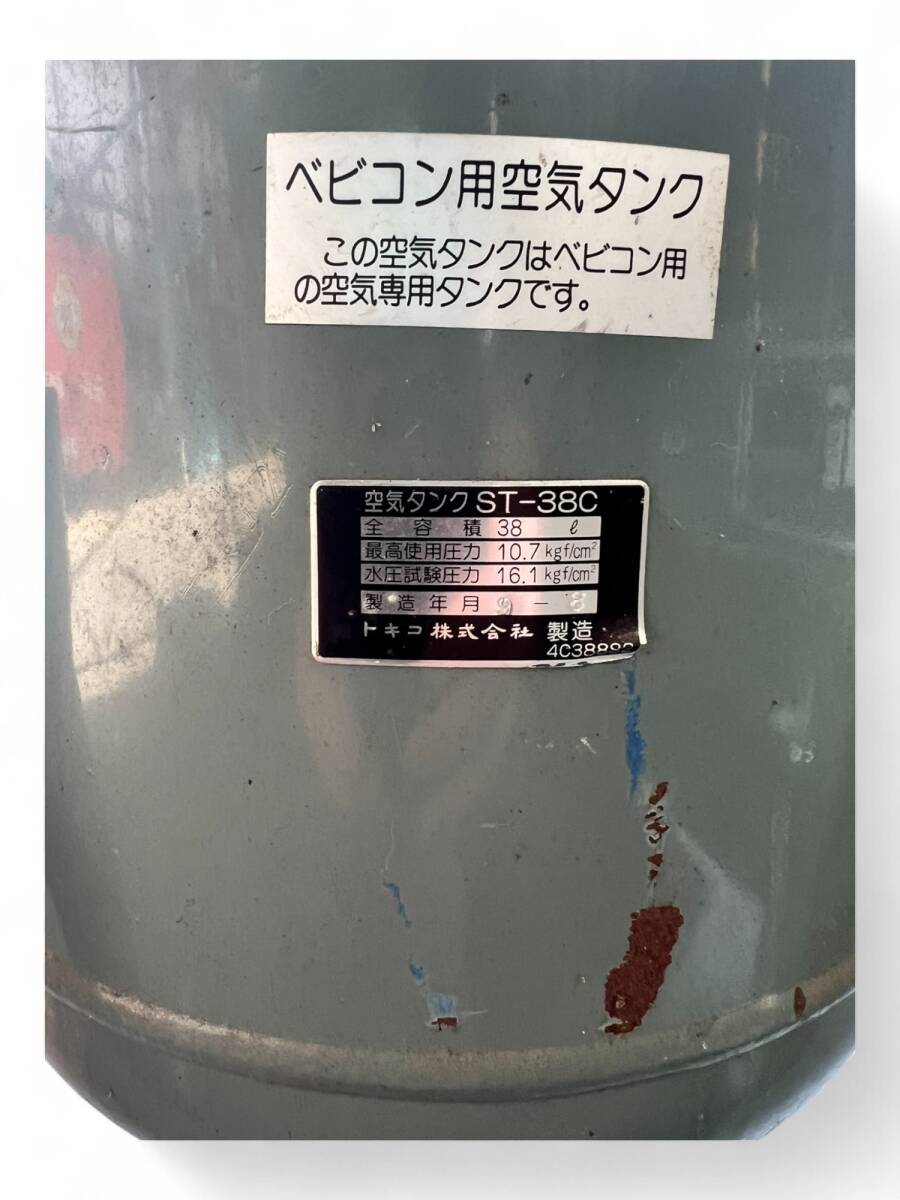 ベビコン用空気タンク
この空気タンクはベビコン用
の空気専用タンクです。
空気タンク ST-38C
全容積 38 ℓ
最高使用圧力 10.7 kgf/cm²
水圧試験圧力 16.1 kgf/cm²
製造年月 9-8
トキコ株式会社 製造